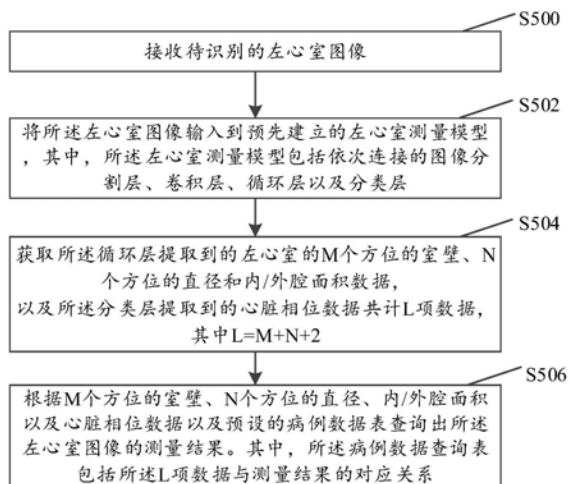 S500
接收待识别的左心室图像
S502
将所述左心室图像输入到预先建立的左心室测量模型
，其中，所述左心室测量模型包括依次连接的图像分
割层、卷积层、循环层以及分类层
S504
获取所述循环层提取到的左心室的M个方位的室壁、N
个方位的直径和内/外腔面积数据，
以及所述分类层提取到的心脏相位数据共计L项数据，
其中L=M+N+2
S506
根据M个方位的室壁、N个方位的直径、内/外腔面积
以及心脏相位数据以及预设的病例数据表查询出所述
左心室图像的测量结果。其中，所述病例数据查询表
包括所述L项数据与测量结果的对应关系